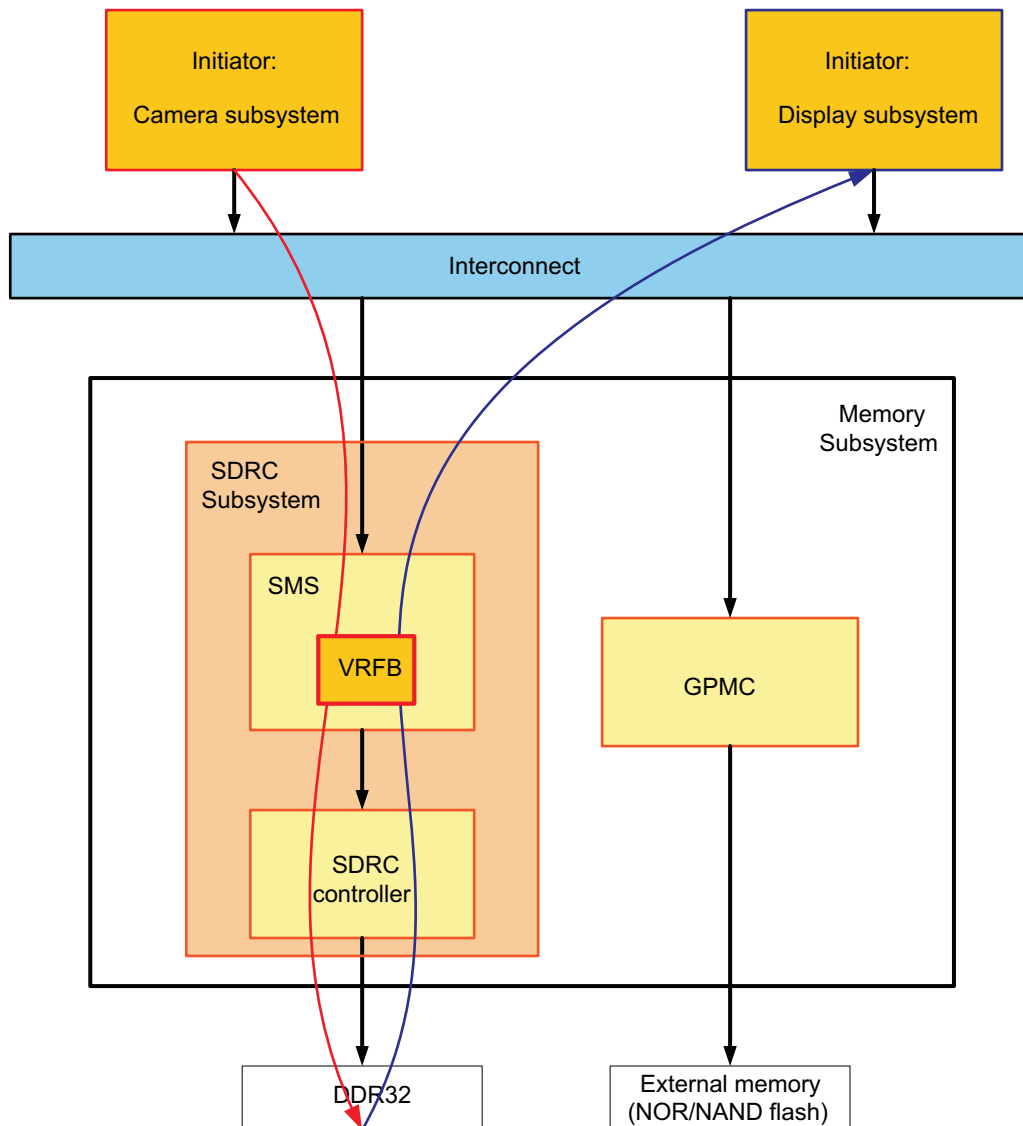 Initiator:
Camera subsystem
Initiator:
Display subsystem
Interconnect
Memory
Subsystem
SDRC
Subsystem
SMS
VRFB
GPMC
SDRC
controller
DDR32
External memory
(NOR/NAND flash)